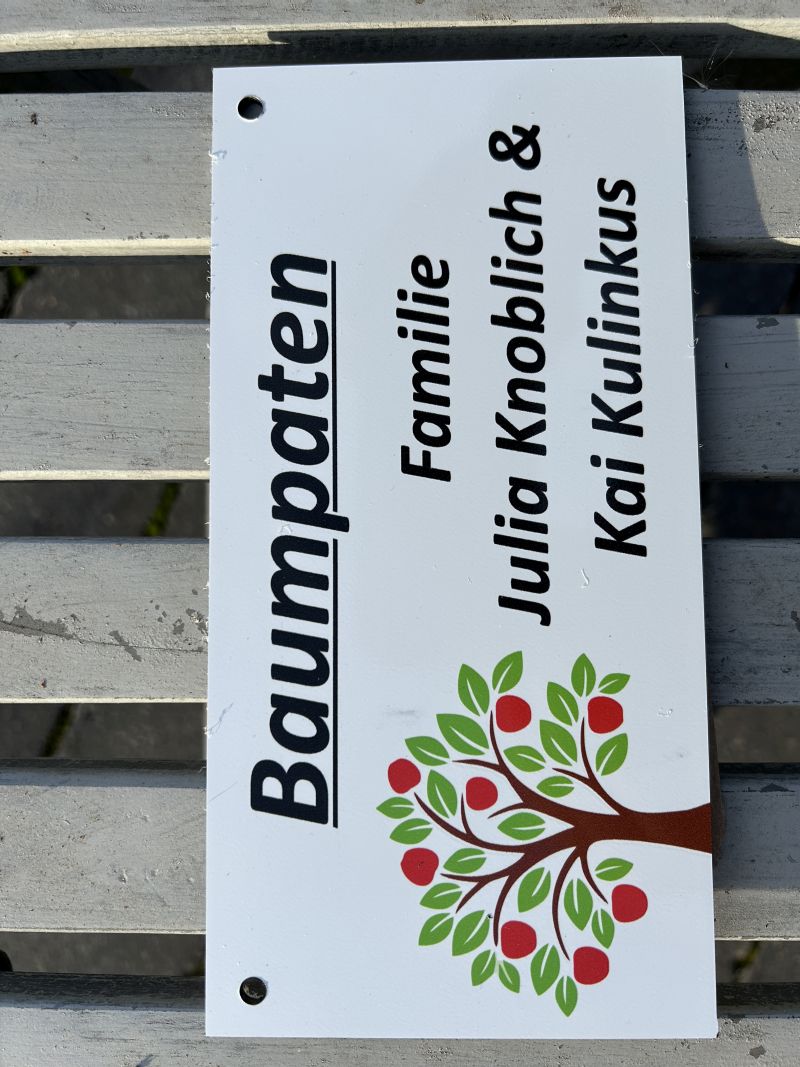 Baumpaten
Familie
Julia Knoblich &
Kai Kulinkus